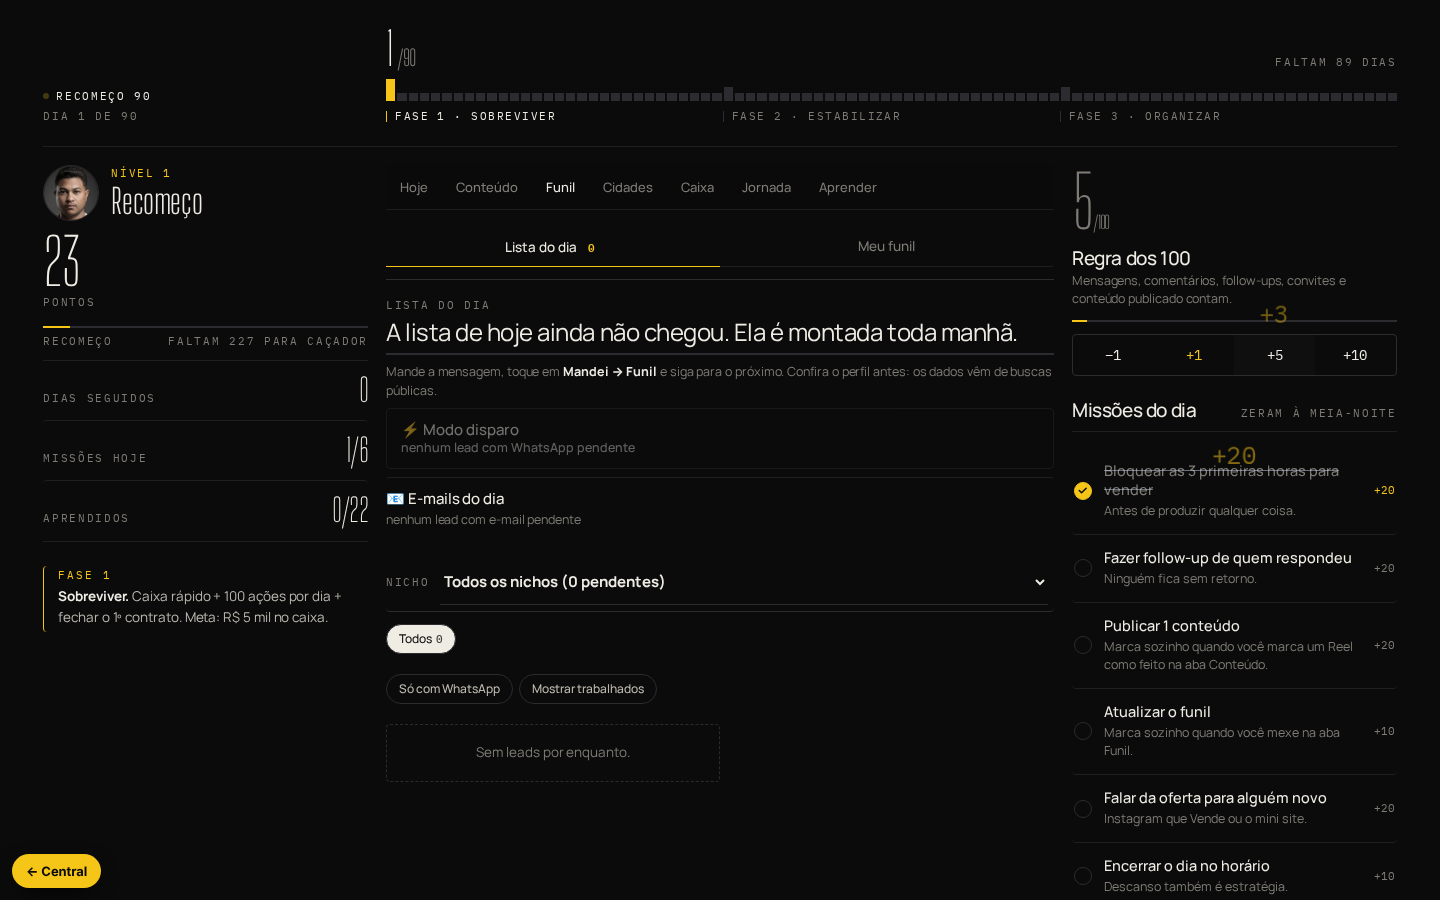 1/90
FALTAM 89 DIAS
RECOMEÇO 90
DIA 1 DE 90
FASE 1 · SOBREVIVER
FASE 2 · ESTABILIZAR
FASE 3 · ORGANIZAR
NÍVEL 1
Recomeço
23
PONTOS
RECOMEÇO
FALTAM 227 PARA CAÇADOR
DIAS SEGUIDOS
0
MISSÕES HOJE
1/6
APRENDIDOS
0/22
FASE 1
Sobreviver. Caixa rápido + 100 ações por dia +
fechar o 1º contrato. Meta: R$ 5 mil no caixa.
← Central
Hoje
Conteúdo
Funil
Cidades
Caixa
Jornada
Aprender
Lista do dia 0
Meu funil
LISTA DO DIA
A lista de hoje ainda não chegou. Ela é montada toda manhã.
Mande a mensagem, toque em Mandei → Funil e siga para o próximo. Confira o perfil antes: os dados vêm de buscas
públicas.
⚡ Modo disparo
nenhum lead com WhatsApp pendente
📧 E-mails do dia
nenhum lead com e-mail pendente
NICHO
Todos os nichos (0 pendentes)
Todos 0
Só com WhatsApp
Mostrar trabalhados
Sem leads por enquanto.
5/100
Regra dos 100
Mensagens, comentários, follow-ups, convites e
conteúdo publicado contam.
+3
−1
+1
+5
+10
Missões do dia
ZERAM À MEIA-NOITE
+20
Bloquear as 3 primeiras horas para
vender
+20
Antes de produzir qualquer coisa.
Fazer follow-up de quem respondeu
+20
Ninguém fica sem retorno.
Publicar 1 conteúdo
+20
Marca sozinho quando você marca um Reel
como feito na aba Conteúdo.
Atualizar o funil
+10
Marca sozinho quando você mexe na aba
Funil.
Falar da oferta para alguém novo
+20
Instagram que Vende ou o mini site.
Encerrar o dia no horário
+10
Descanso também é estratégia.